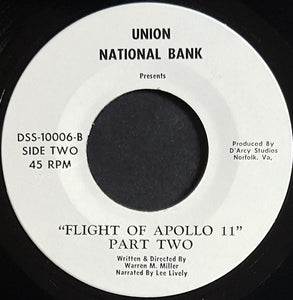 UNION
NATIONAL BANK
Presents
DSS-10006-B
SIDE TWO
45 RPM
Produced By
D'Arcy Studios
Norfolk. Va,
"FLIGHT OF APOLLO 11"
PART TWO
Written & Directed By
Warren M. Miller
Narrated By Lee Lively